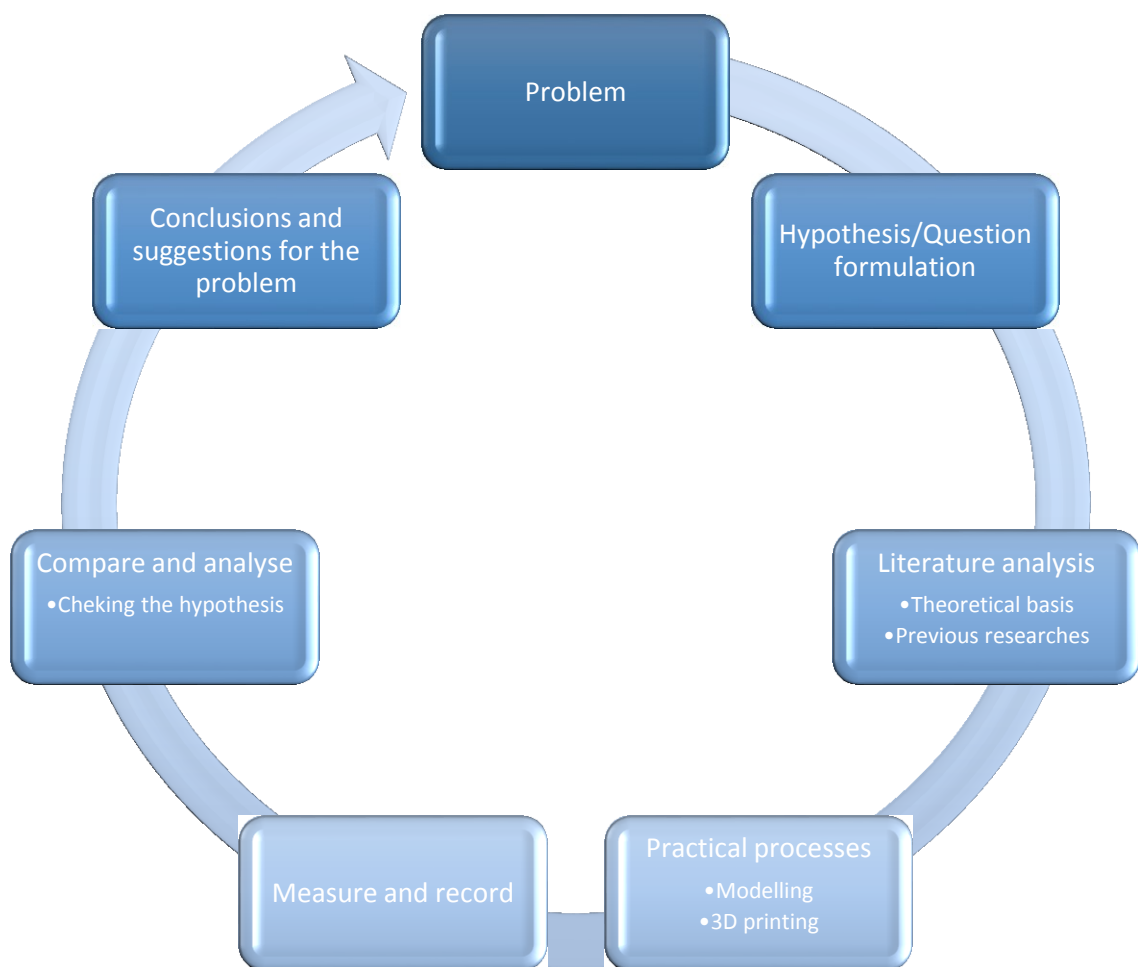 Problem
Hypothesis/Question
formulation
Literature analysis
•Theoretical basis
•Previous researches
Practical processes
•Modelling
•3D printing
Measure and record
Compare and analyse
•Cheking the hypothesis
Conclusions and
suggestions for the
problem